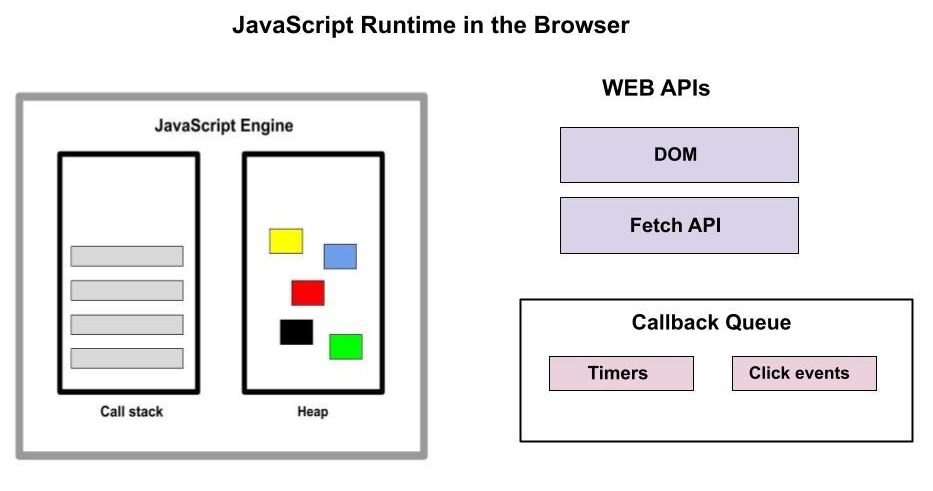 JavaScript Runtime in the Browser
JavaScript Engine
Call stack
Heap
WEB APIs
DOM
Fetch API
Callback Queue
Timers
Click events